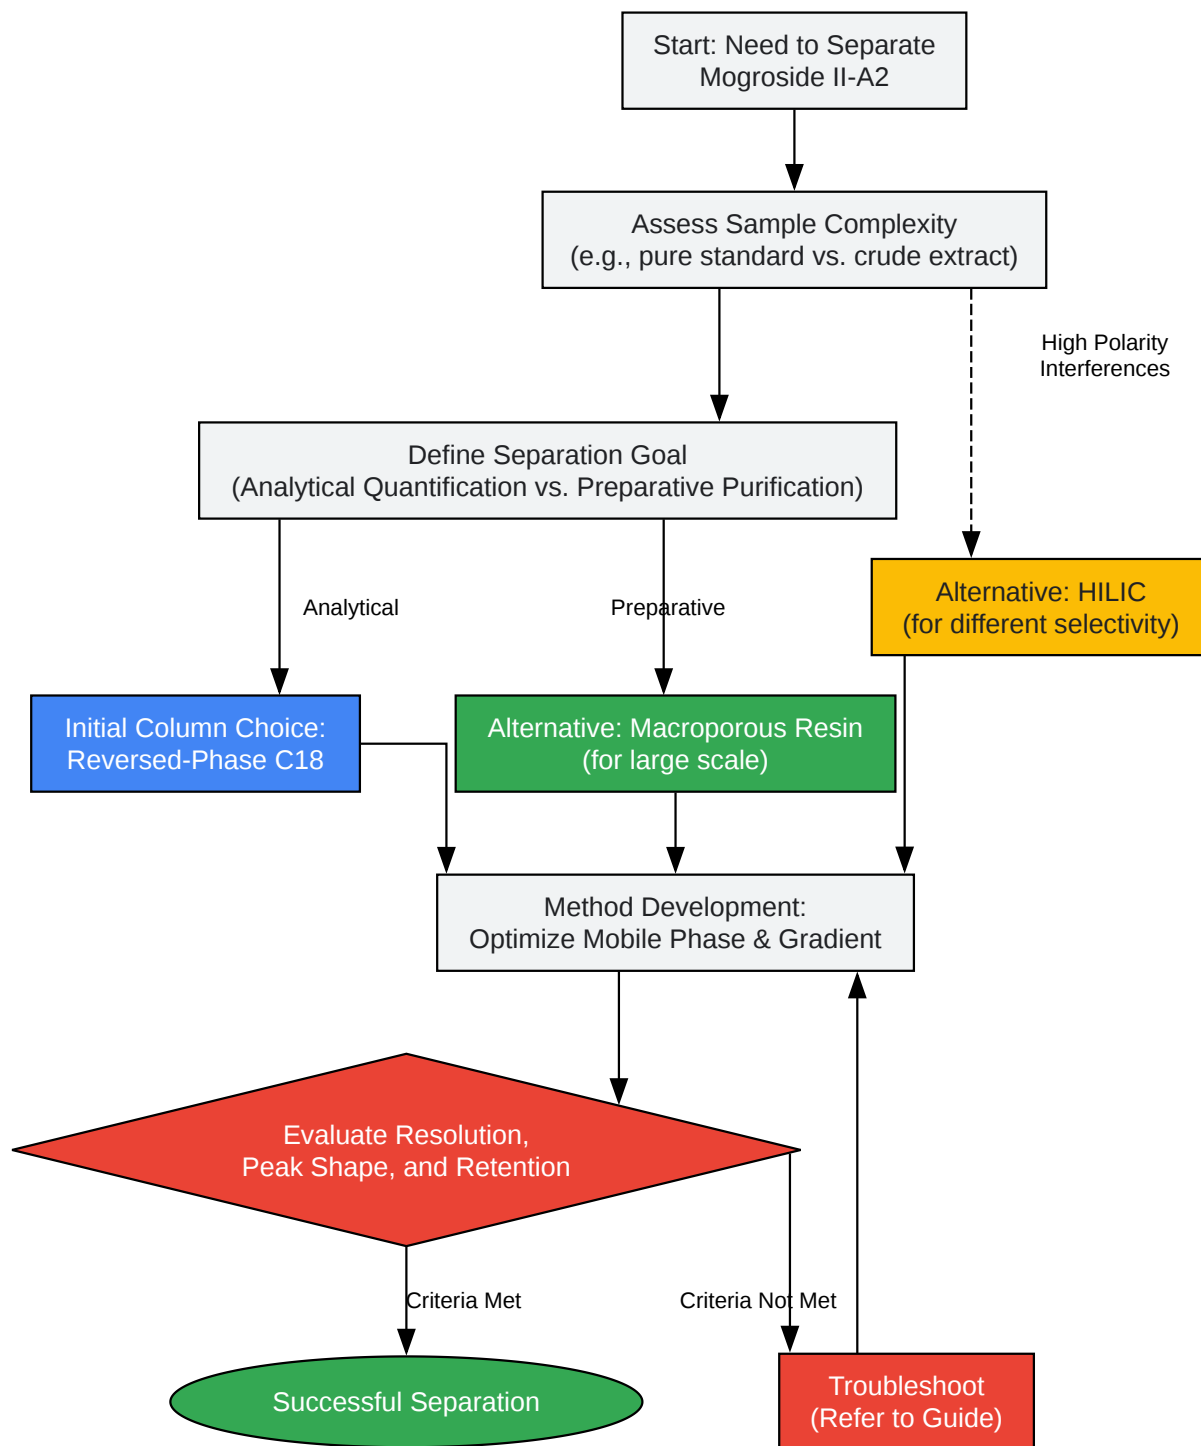 Start: Need to Separate
Mogroside II-A2
Assess Sample Complexity
(e.g., pure standard vs. crude extract)
High Polarity
Interferences
Define Separation Goal
(Analytical Quantification vs. Preparative Purification)
Analytical
Preparative
Alternative: HILIC
(for different selectivity)
Initial Column Choice:
Reversed-Phase C18
Alternative: Macroporous Resin
(for large scale)
Method Development:
Optimize Mobile Phase & Gradient
Evaluate Resolution,
Peak Shape, and Retention
Criteria Met
Criteria Not Met
Successful Separation
Troubleshoot
(Refer to Guide)